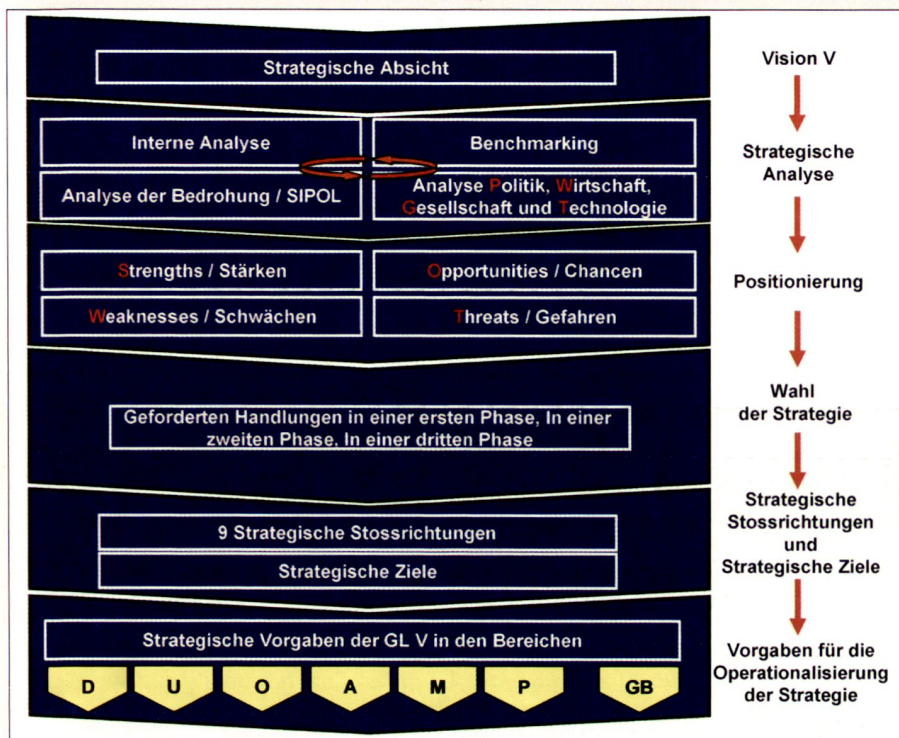 Strategische Absicht
Vision V
Interne Analyse
Benchmarking
Analyse der Bedrohung / SIPOL
Analyse Politik, Wirtschaft,
Gesellschaft und Technologie
Strategische
Analyse
Strengths / Stärken
Opportunities / Chancen
Weaknesses / Schwächen
Threats / Gefahren
Positionierung
Geforderten Handlungen in einer ersten Phase, In einer
zweiten Phase, In einer dritten Phase
Wahl
der Strategie
9 Strategische Stossrichtungen
Strategische Ziele
Strategische
Stossrichtungen
und
Strategische Ziele
Strategische Vorgaben der GL V in den Bereichen
D U O A M P GB
Vorgaben für die
Operationalisierung
der Strategie